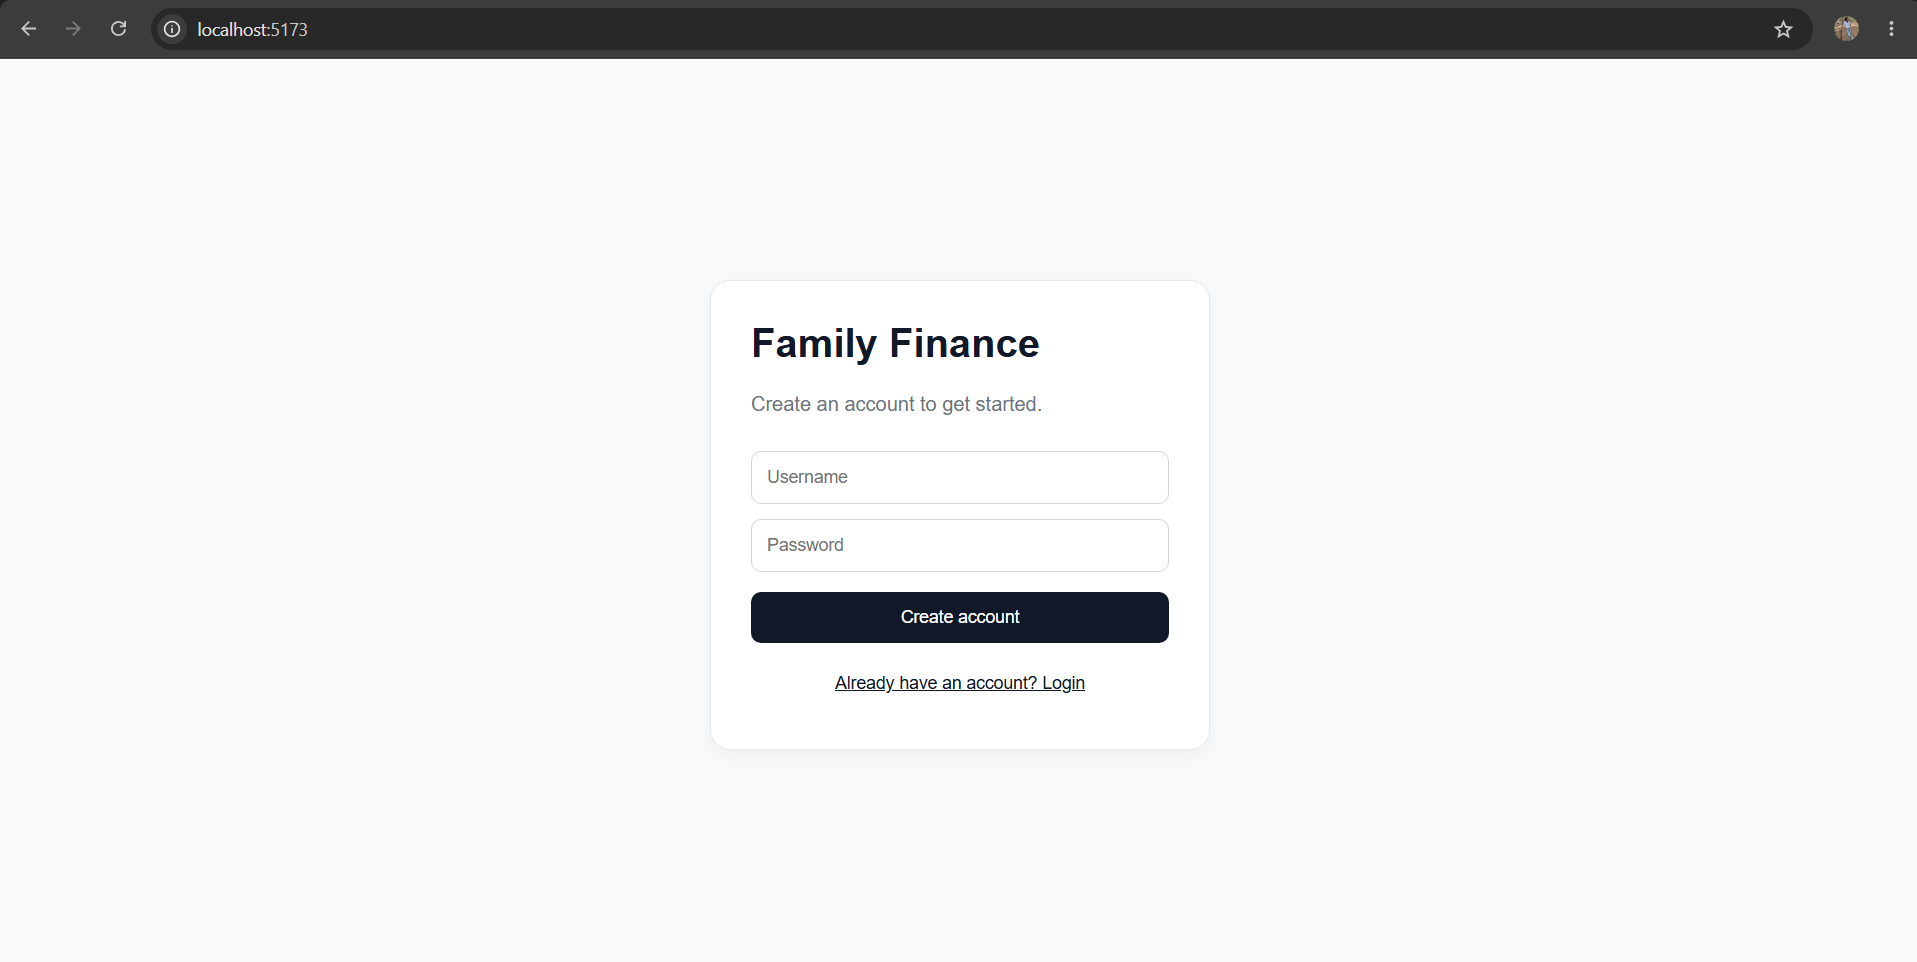 localhost:5173
Family Finance
Create an account to get started.
Username
Password
Create account
Already have an account? Login